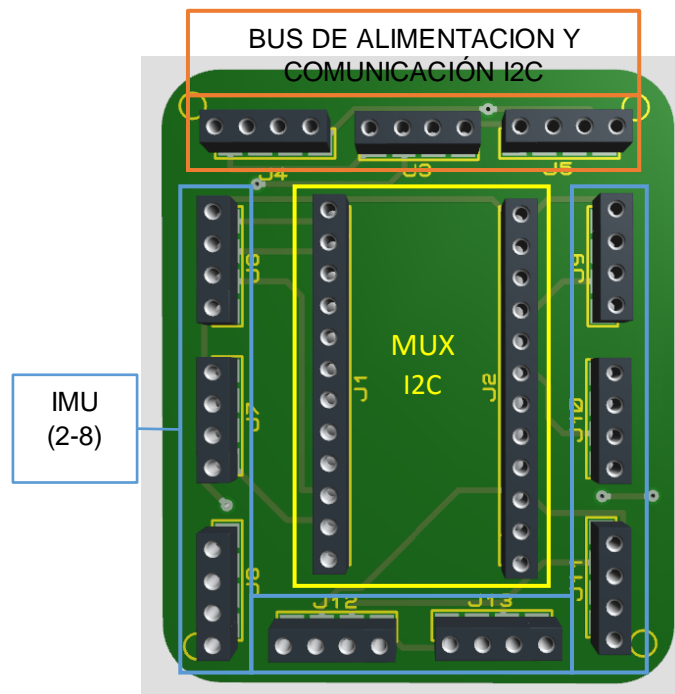 BUS DE ALIMENTACION Y
COMUNICACIÓN I2C
J4
J3
J5
J8
J9
MUX
I2C
J1
J2
IMU
(2-8)
J7
J10
J6
J11
J12
J13